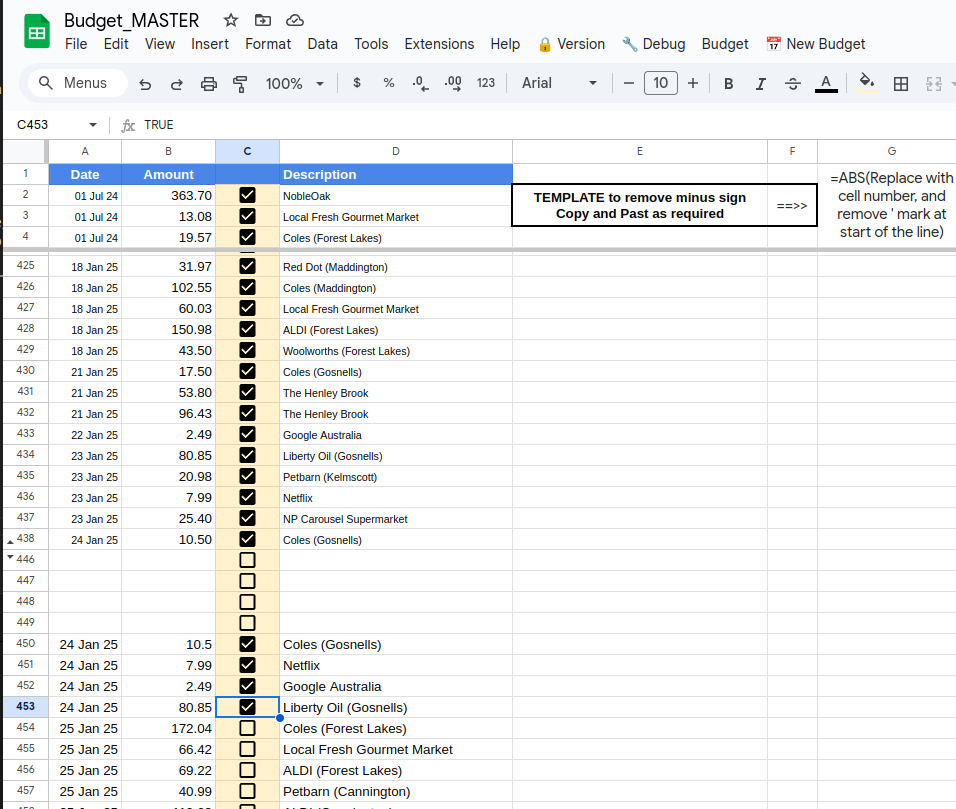 Budget_MASTER
File Edit View Insert Format Data Tools Extensions Help Version Debug Budget New Budget
Menus 100% $ % .0 .00 123 Arial 10 B I S A
C453 fx TRUE
A B C D E F G
1 Date Amount Description
2 01 Jul 24 363.70 NobleOak
3 01 Jul 24 13.08 Local Fresh Gourmet Market
4 01 Jul 24 19.57 Coles (Forest Lakes)
TEMPLATE to remove minus sign
Copy and Past as required
==>>
=ABS(Replace with
cell number, and
remove ' mark at
start of the line)
425 18 Jan 25 31.97 Red Dot (Maddington)
426 18 Jan 25 102.55 Coles (Maddington)
427 18 Jan 25 60.03 Local Fresh Gourmet Market
428 18 Jan 25 150.98 ALDI (Forest Lakes)
429 18 Jan 25 43.50 Woolworths (Forest Lakes)
430 21 Jan 25 17.50 Coles (Gosnells)
431 21 Jan 25 53.80 The Henley Brook
432 21 Jan 25 96.43 The Henley Brook
433 22 Jan 25 2.49 Google Australia
434 23 Jan 25 80.85 Liberty Oil (Gosnells)
435 23 Jan 25 20.98 Petbarn (Kelmscott)
436 23 Jan 25 7.99 Netflix
437 23 Jan 25 25.40 NP Carousel Supermarket
438 24 Jan 25 10.50 Coles (Gosnells)
446
447
448
449
450 24 Jan 25 10.5 Coles (Gosnells)
451 24 Jan 25 7.99 Netflix
452 24 Jan 25 2.49 Google Australia
453 24 Jan 25 80.85 Liberty Oil (Gosnells)
454 25 Jan 25 172.04 Coles (Forest Lakes)
455 25 Jan 25 66.42 Local Fresh Gourmet Market
456 25 Jan 25 69.22 ALDI (Forest Lakes)
457 25 Jan 25 40.99 Petbarn (Cannington)